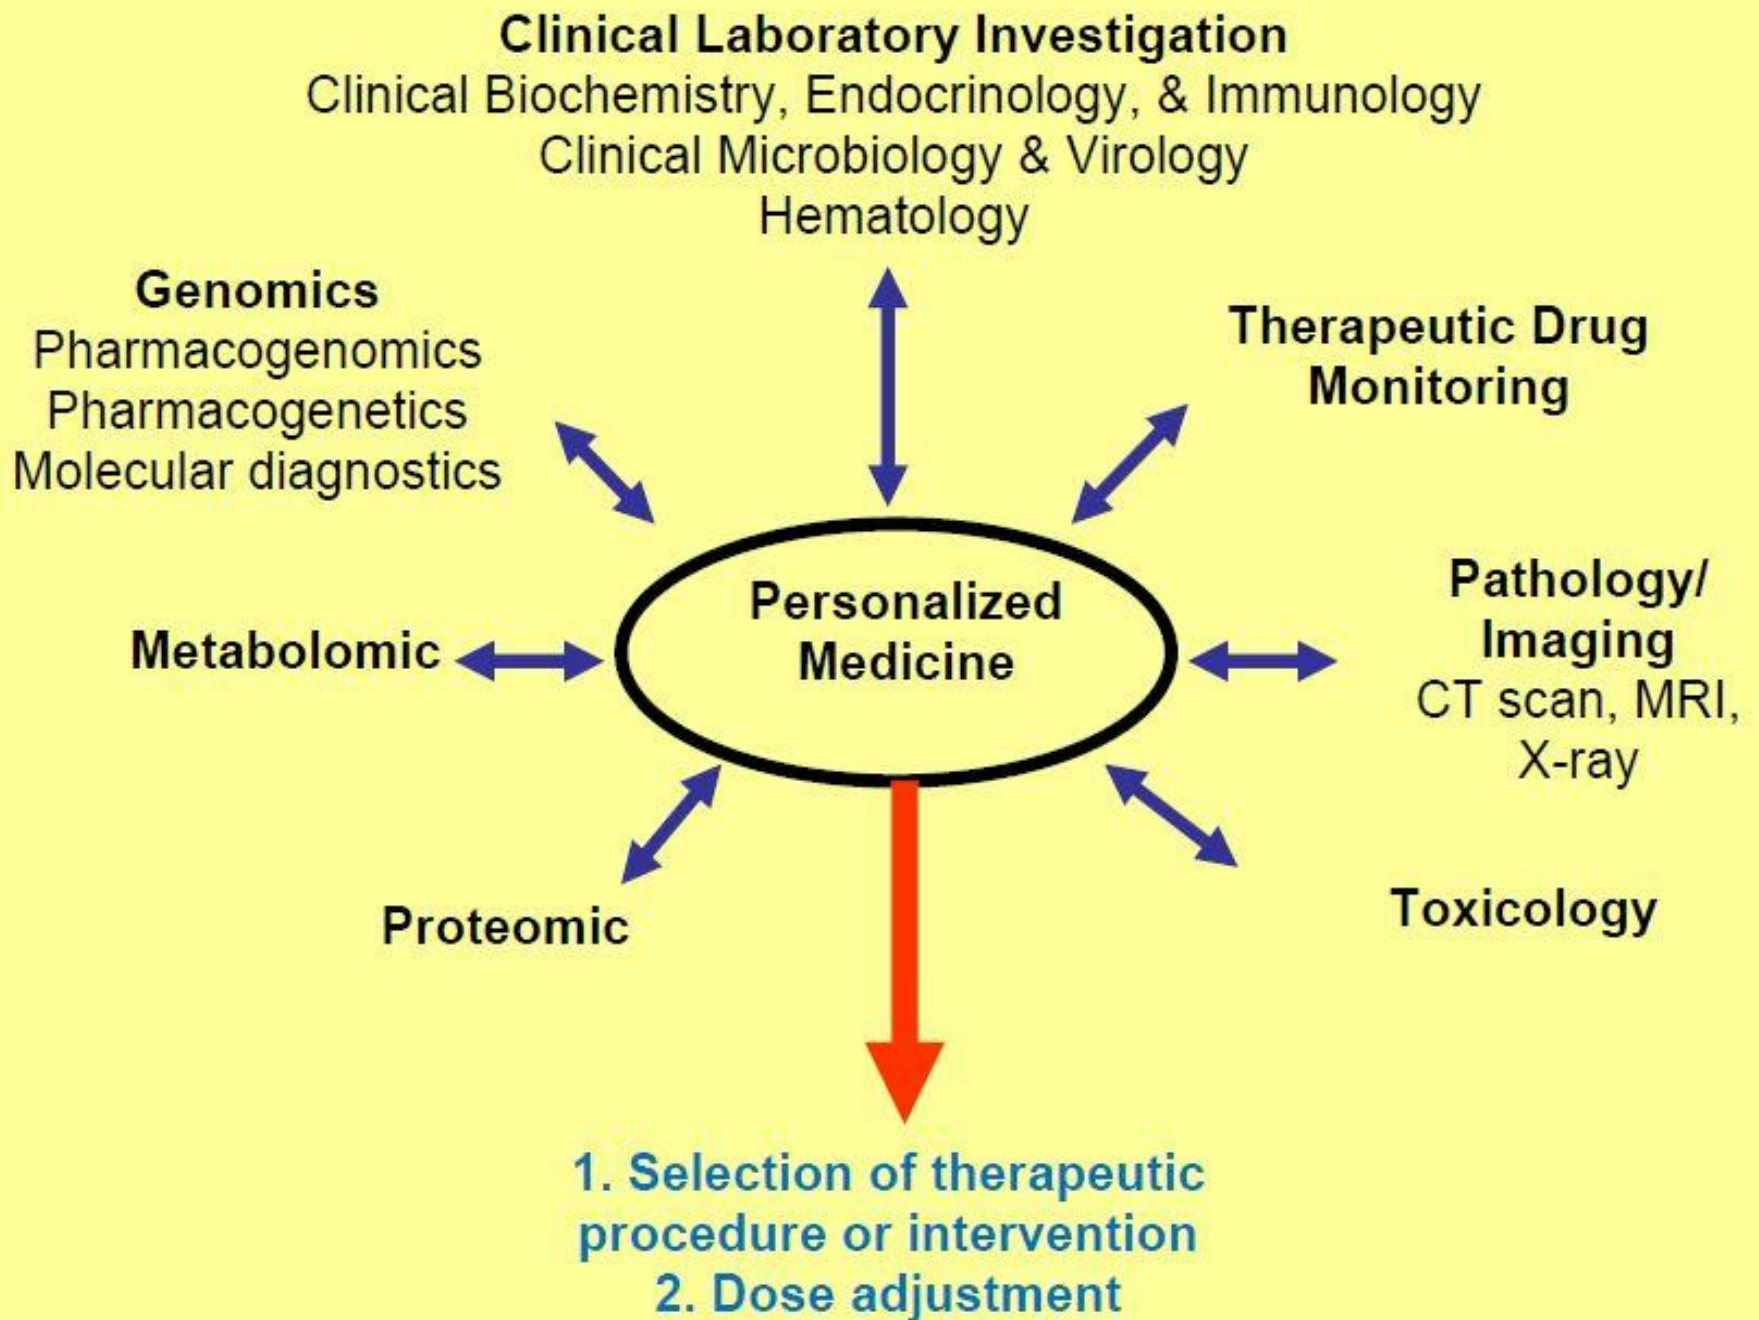 Clinical Laboratory Investigation
Clinical Biochemistry, Endocrinology, & Immunology
Clinical Microbiology & Virology
Hematology
Genomics
Pharmacogenomics
Pharmacogenetics
Molecular diagnostics
Therapeutic Drug
Monitoring
Metabolomic
Personalized
Medicine
Pathology/
Imaging
CT scan, MRI,
X-ray
Proteomic
Toxicology
1. Selection of therapeutic
procedure or intervention
2. Dose adjustment